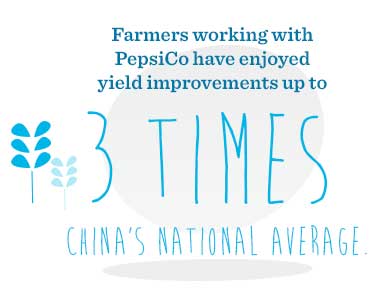 Farmers working with
PepsiCo have enjoyed
yield improvements up to
3 TIMES
CHINA'S NATIONAL AVERAGE.